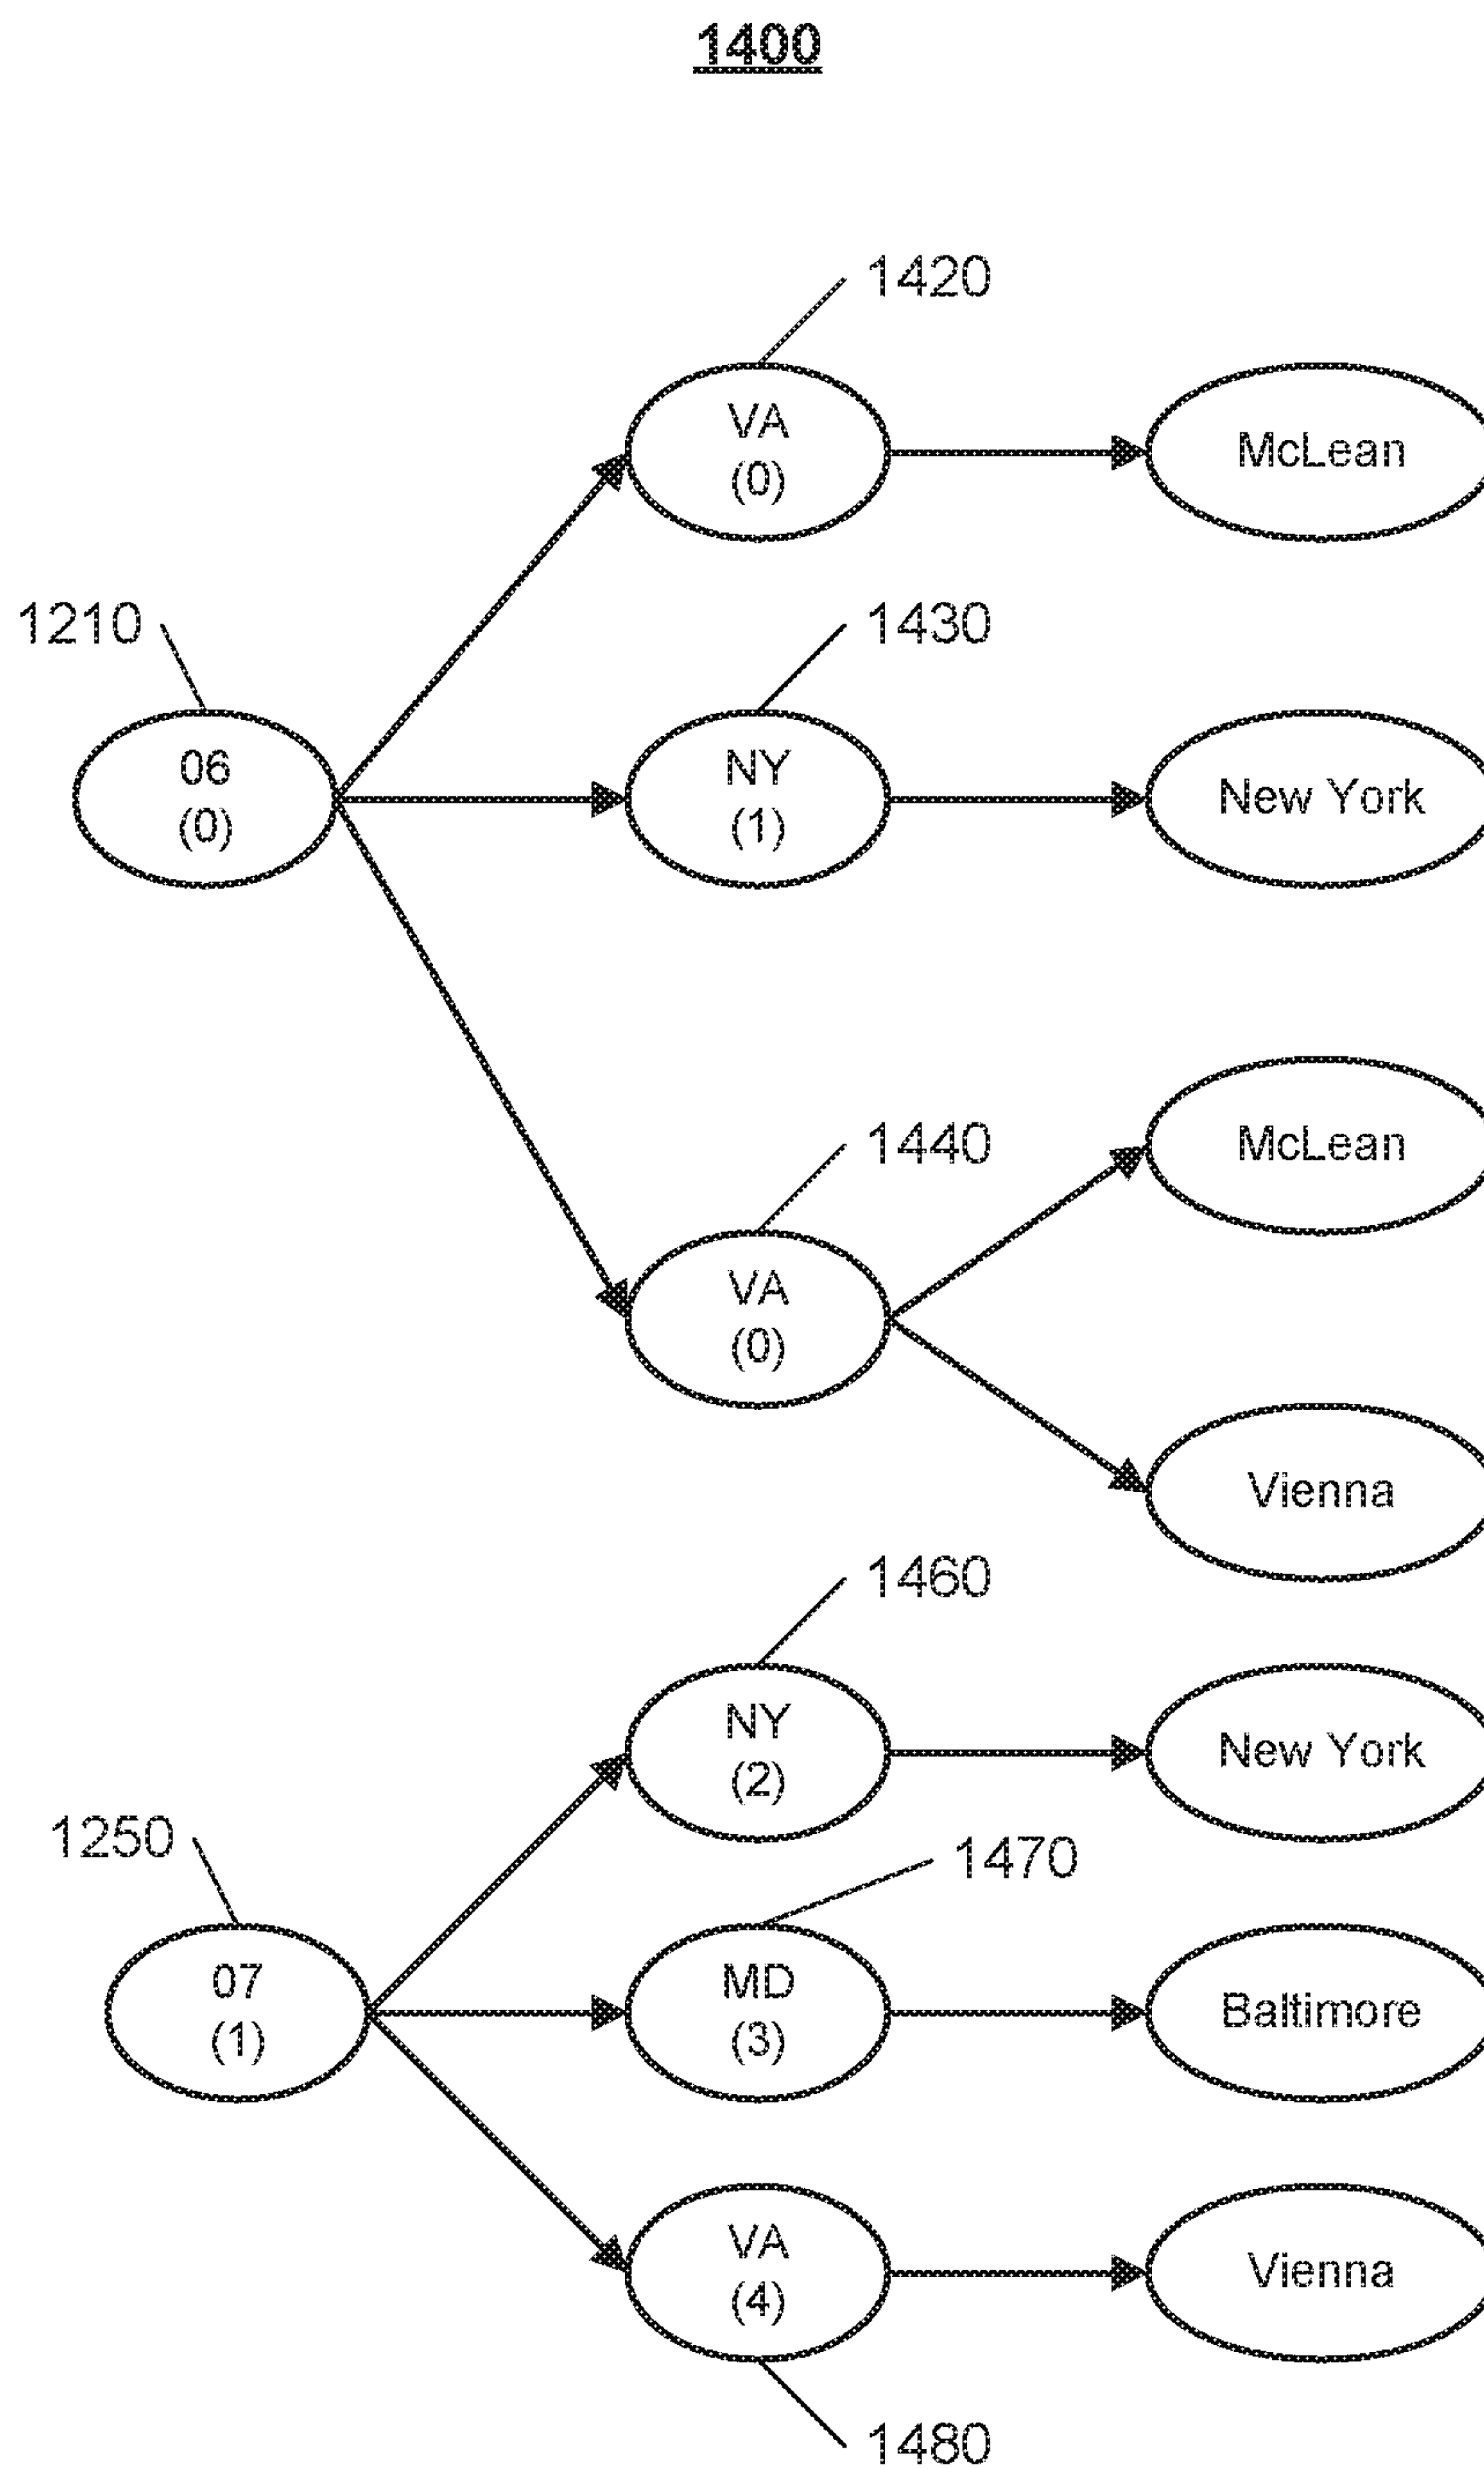 1400
1420
VA
(0)
McLean
1210
1430
06
(0)
NY
(1)
New York
1440
McLean
VA
(0)
Vienna
1460
NY
(2)
New York
1250
1470
07
(1)
MD
(3)
Baltimore
VA
(4)
Vienna
1480